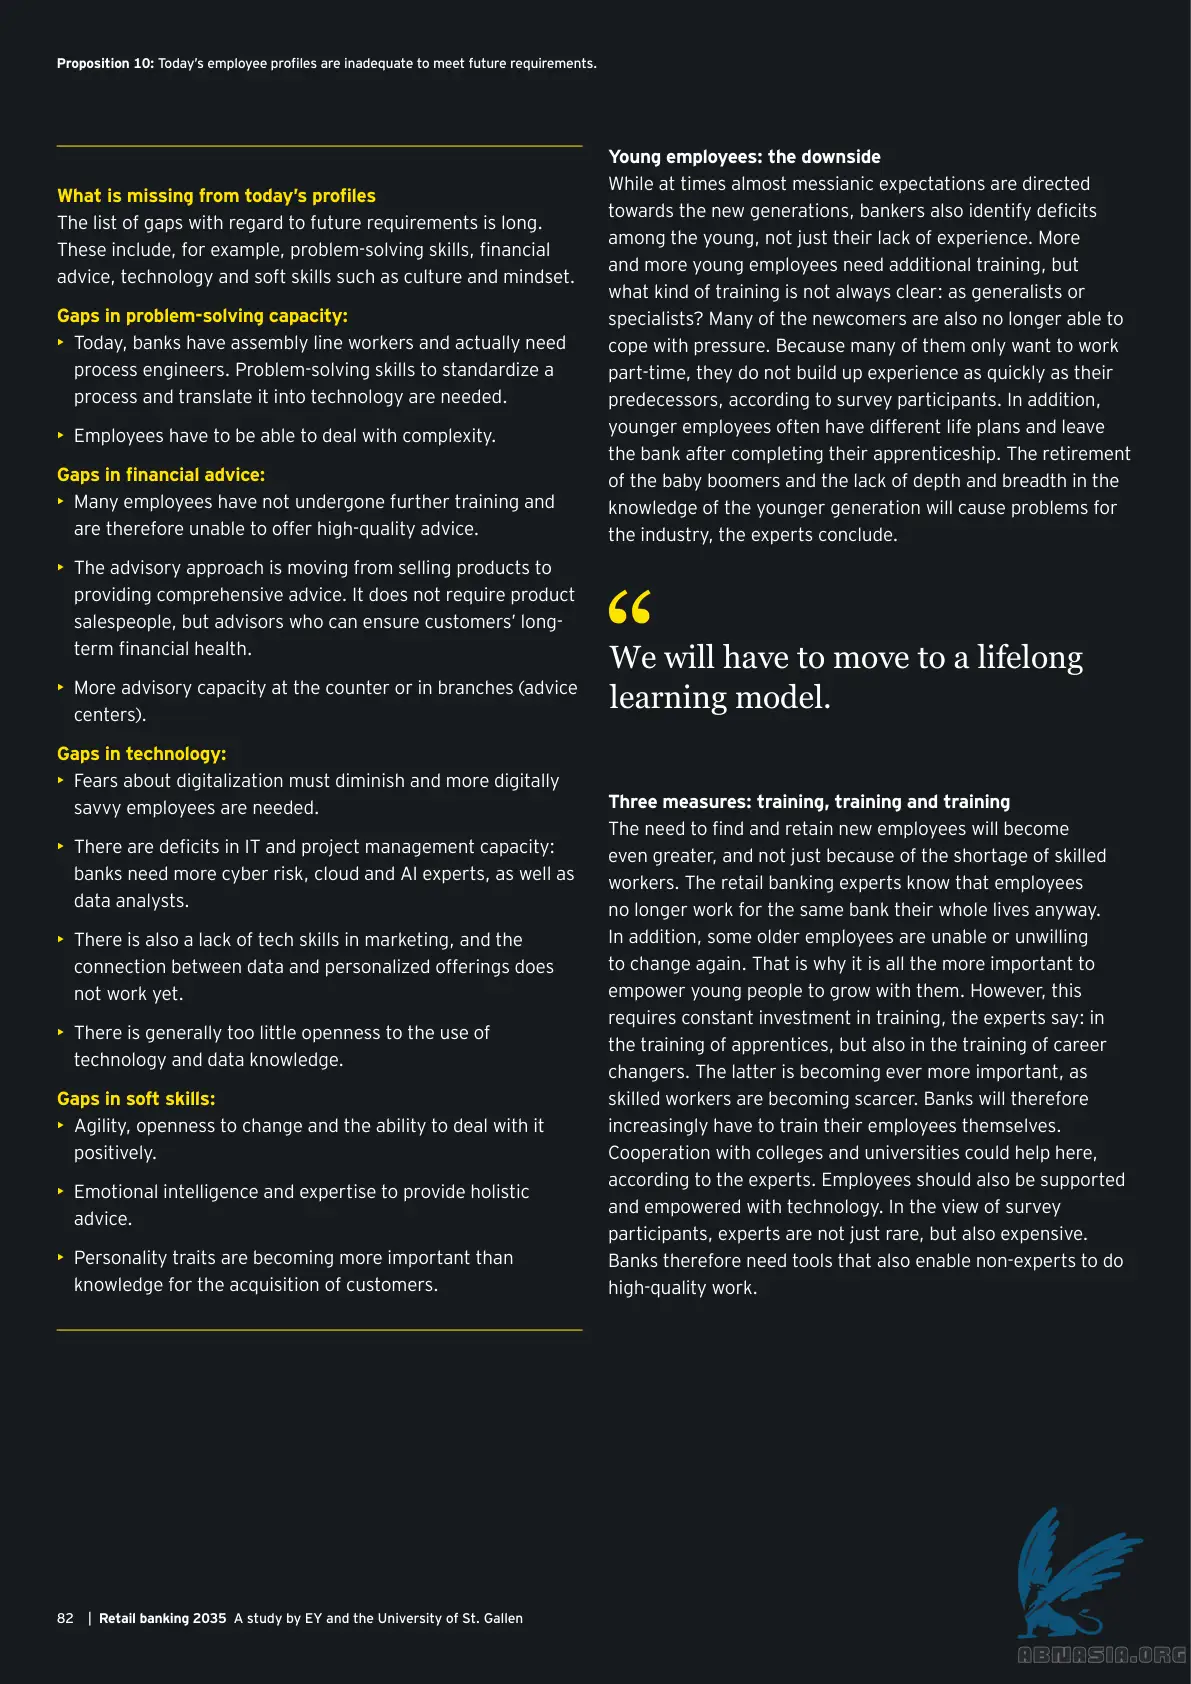 Proposition 10: Today's employee profiles are inadequate to meet future requirements.
What is missing from today's profiles
The list of gaps with regard to future requirements is long.
These include, for example, problem-solving skills, financial
advice, technology and soft skills such as culture and mindset.
Gaps in problem-solving capacity:
‣ Today, banks have assembly line workers and actually need
process engineers. Problem-solving skills to standardize a
process and translate it into technology are needed.
‣ Employees have to be able to deal with complexity.
Gaps in financial advice:
‣ Many employees have not undergone further training and
are therefore unable to offer high-quality advice.
‣ The advisory approach is moving from selling products to
providing comprehensive advice. It does not require product
salespeople, but advisors who can ensure customers' long-
term financial health.
‣ More advisory capacity at the counter or in branches (advice
centers).
Gaps in technology:
‣ Fears about digitalization must diminish and more digitally
savvy employees are needed.
‣ There are deficits in IT and project management capacity:
banks need more cyber risk, cloud and AI experts, as well as
data analysts.
‣ There is also a lack of tech skills in marketing, and the
connection between data and personalized offerings does
not work yet.
‣ There is generally too little openness to the use of
technology and data knowledge.
Gaps in soft skills:
‣ Agility, openness to change and the ability to deal with it
positively.
‣ Emotional intelligence and expertise to provide holistic
advice.
‣ Personality traits are becoming more important than
knowledge for the acquisition of customers.
Young employees: the downside
While at times almost messianic expectations are directed
towards the new generations, bankers also identify deficits
among the young, not just their lack of experience. More
and more young employees need additional training, but
what kind of training is not always clear: as generalists or
specialists? Many of the newcomers are also no longer able to
cope with pressure. Because many of them only want to work
part-time, they do not build up experience as quickly as their
predecessors, according to survey participants. In addition,
younger employees often have different life plans and leave
the bank after completing their apprenticeship. The retirement
of the baby boomers and the lack of depth and breadth in the
knowledge of the younger generation will cause problems for
the industry, the experts conclude.
“
We will have to move to a lifelong
learning model.
Three measures: training, training and training
The need to find and retain new employees will become
even greater, and not just because of the shortage of skilled
workers. The retail banking experts know that employees
no longer work for the same bank their whole lives anyway.
In addition, some older employees are unable or unwilling
to change again. That is why it is all the more important to
empower young people to grow with them. However, this
requires constant investment in training, the experts say: in
the training of apprentices, but also in the training of career
changers. The latter is becoming ever more important, as
skilled workers are becoming scarcer. Banks will therefore
increasingly have to train their employees themselves.
Cooperation with colleges and universities could help here,
according to the experts. Employees should also be supported
and empowered with technology. In the view of survey
participants, experts are not just rare, but also expensive.
Banks therefore need tools that also enable non-experts to do
high-quality work.
82 | Retail banking 2035 A study by EY and the University of St. Gallen
ABNASIA.ORG